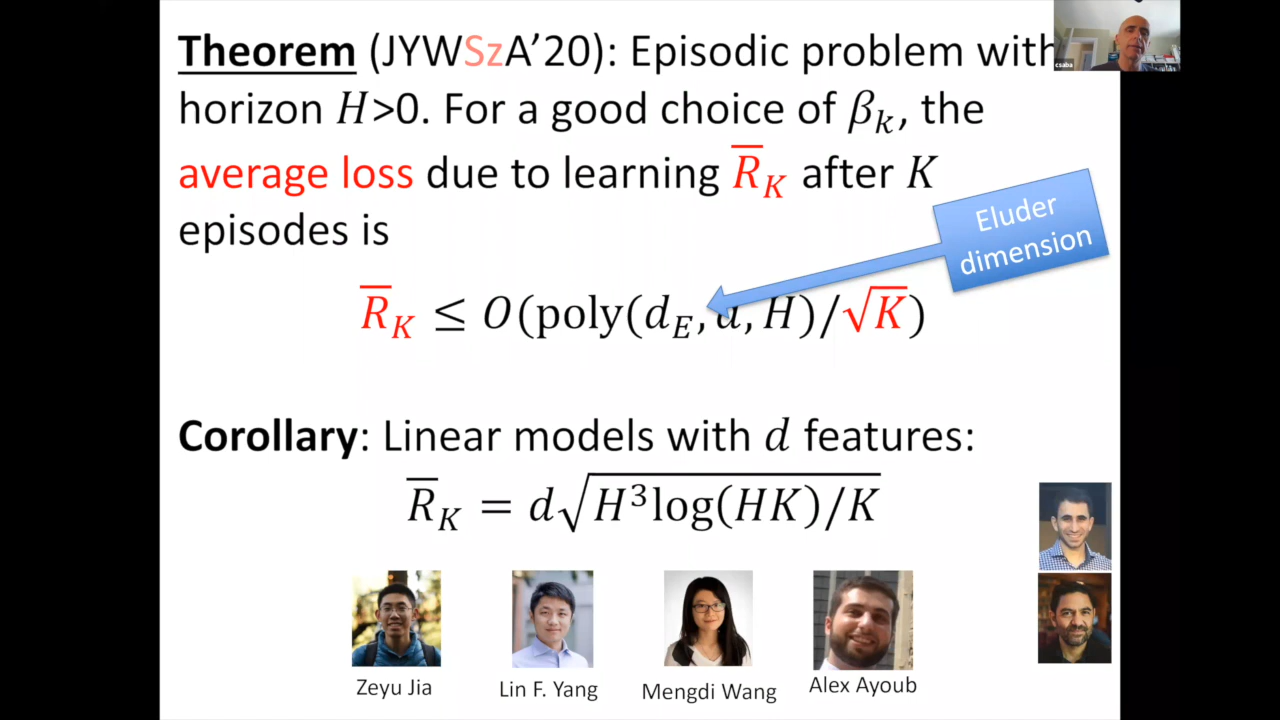 Theorem (JYWSzA'20): Episodic problem with
horizon H>0. For a good choice of βₖ, the
average loss due to learning R̅_K after K
episodes is
Eluder
dimension
R̅_K ≤ O(poly(d_E, d, H)/√K)
Corollary: Linear models with d features:
R̅_K = d√(H³log(HK)/K)
Zeyu Jia
Lin F. Yang
Mengdi Wang
Alex Ayoub
csaba